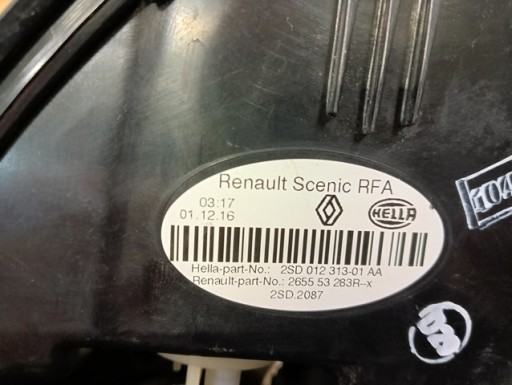 Renault Scenic RFA
03:17
01.12.16
HELLA
Hella-part-No.: 2SD 012 313-01 AA
Renault-part-No.: 2655 53 283R--x
2SD.2087